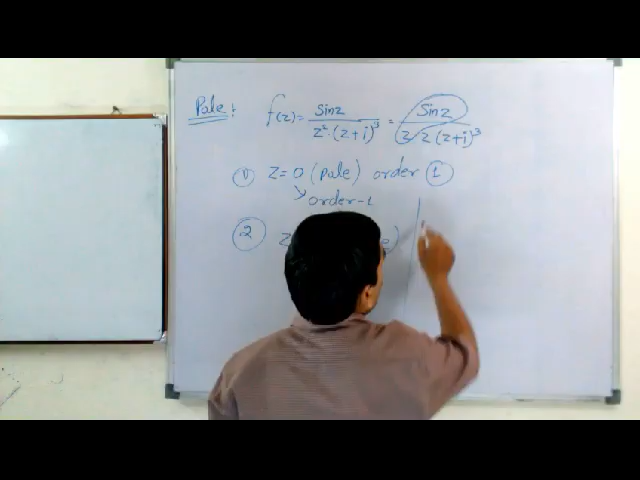 Pole:
f(z) = Sinz / z²·(z+i)³ = Sinz / z·z(z+i)³
① z=0 (Pole) order ①
order-1
②